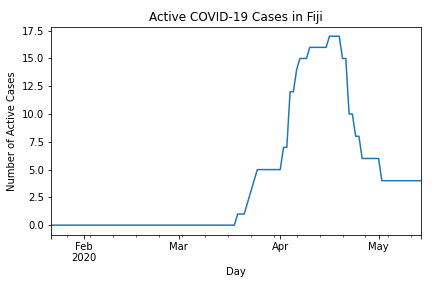 Active COVID-19 Cases in Fiji
17.5
15.0
12.5
10.0
7.5
5.0
2.5
0.0
Number of Active Cases
Feb
2020
Mar
Apr
May
Day